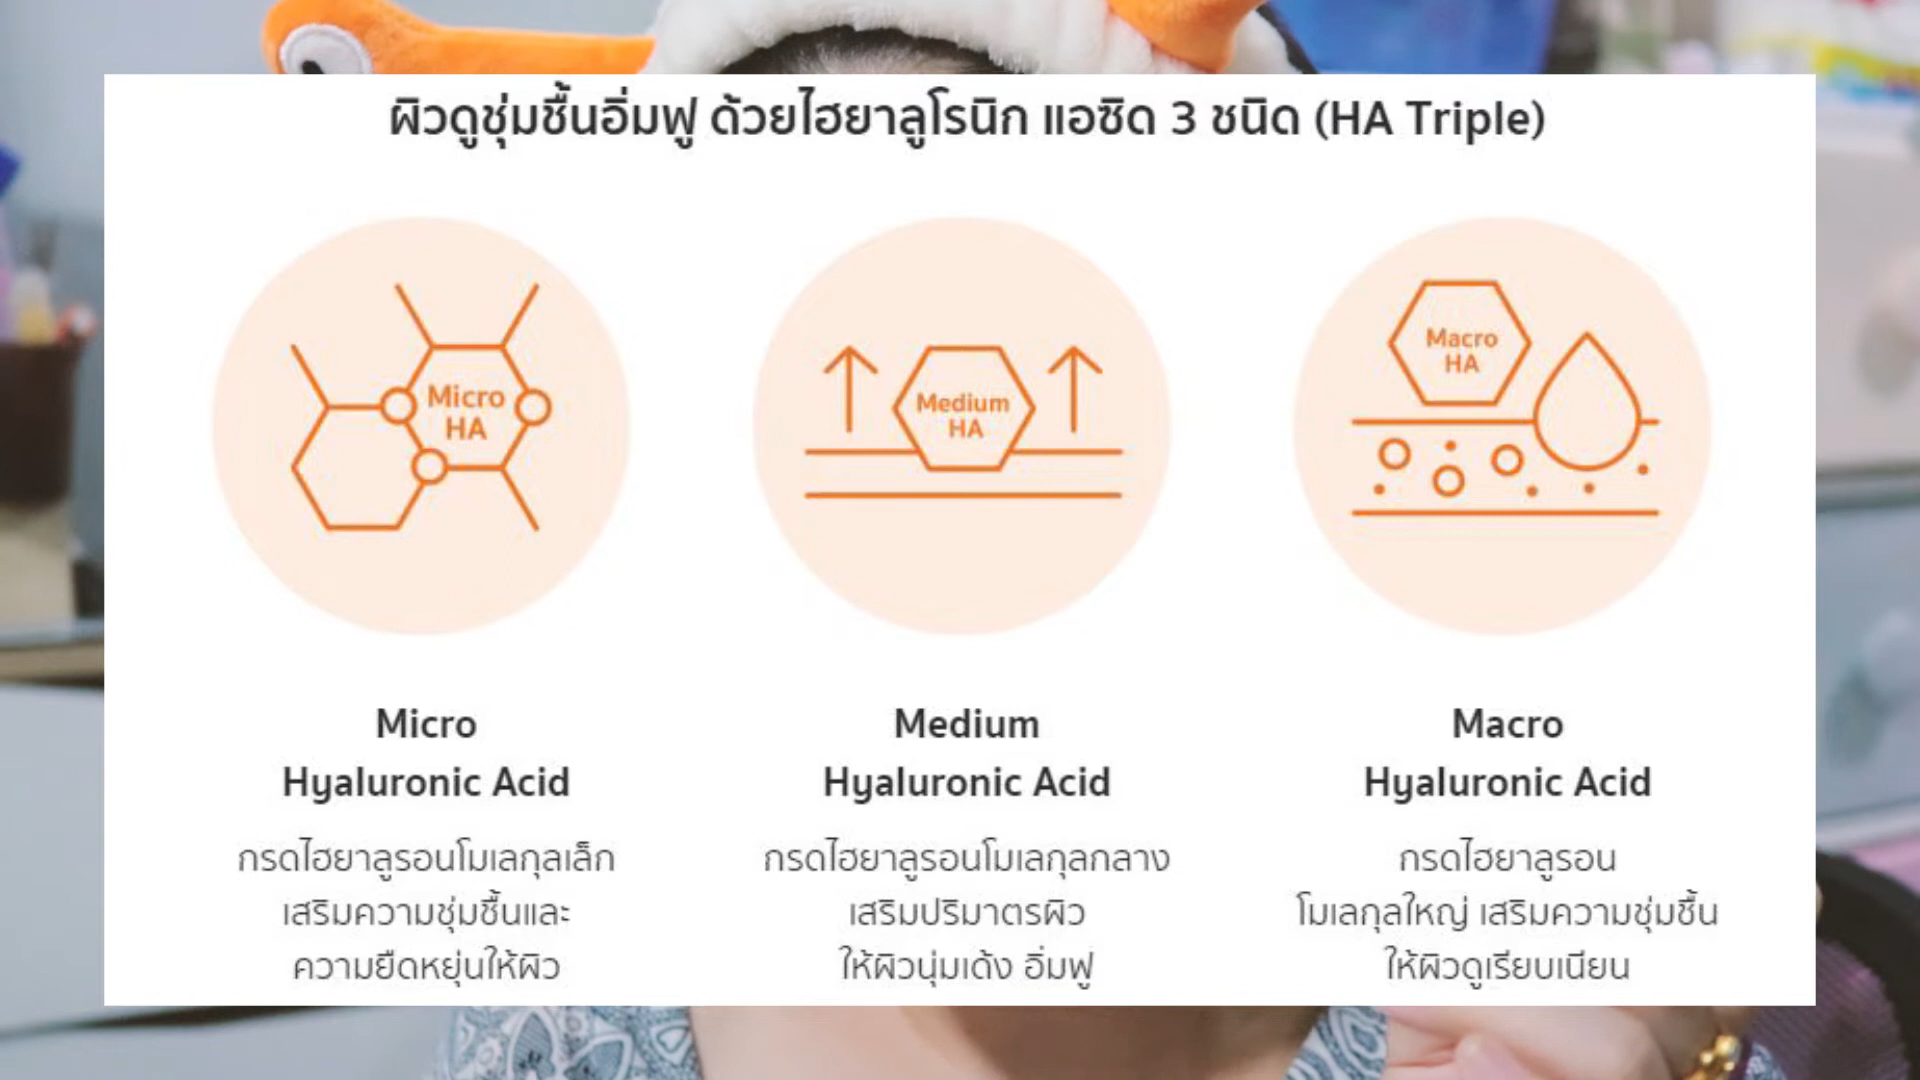 ผิวดูชุ่มชื้นอิ่มฟู ด้วยไฮยาลูโรนิก แอซิด 3 ชนิด (HA Triple)
Micro
HA
Medium
HA
Macro
HA
Micro
Hyaluronic Acid
กรดไฮยาลูรอนโมเลกุลเล็ก
เสริมความชุ่มชื้นและ
ความยืดหยุ่นให้ผิว
Medium
Hyaluronic Acid
กรดไฮยาลูรอนโมเลกุลกลาง
เสริมปริมาตรผิว
ให้ผิวนุ่มเด้ง อิ่มฟู
Macro
Hyaluronic Acid
กรดไฮยาลูรอน
โมเลกุลใหญ่ เสริมความชุ่มชื้น
ให้ผิวดูเรียบเนียน